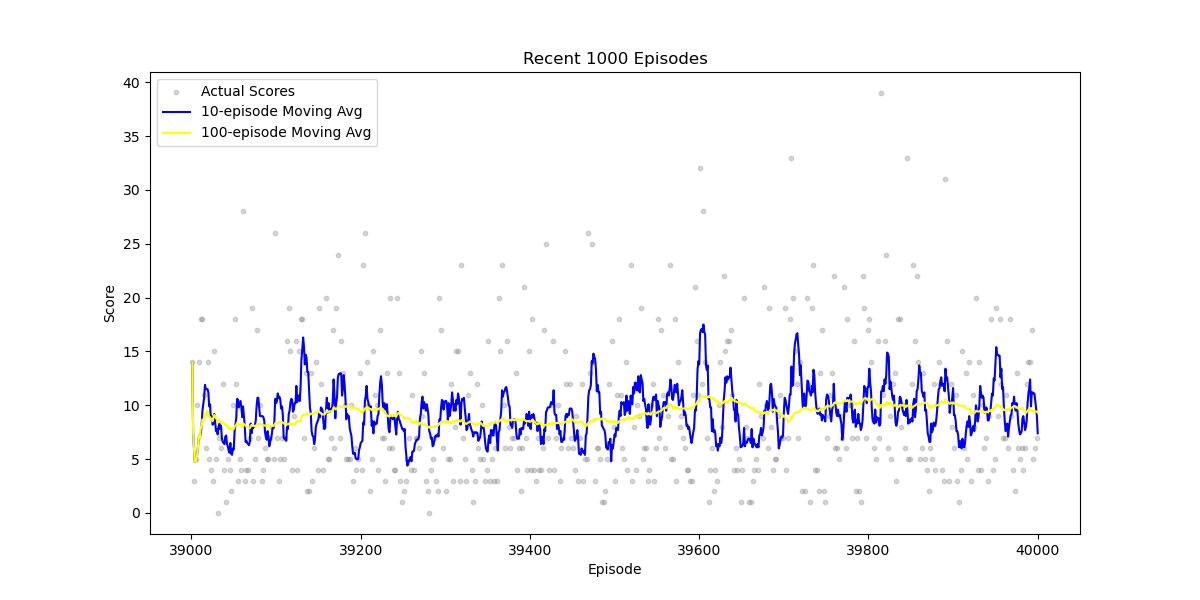 Recent 1000 Episodes
40
35
30
25
20
15
10
5
0
Score
Actual Scores
10-episode Moving Avg
100-episode Moving Avg
39000 39200 39400 39600 39800 40000
Episode